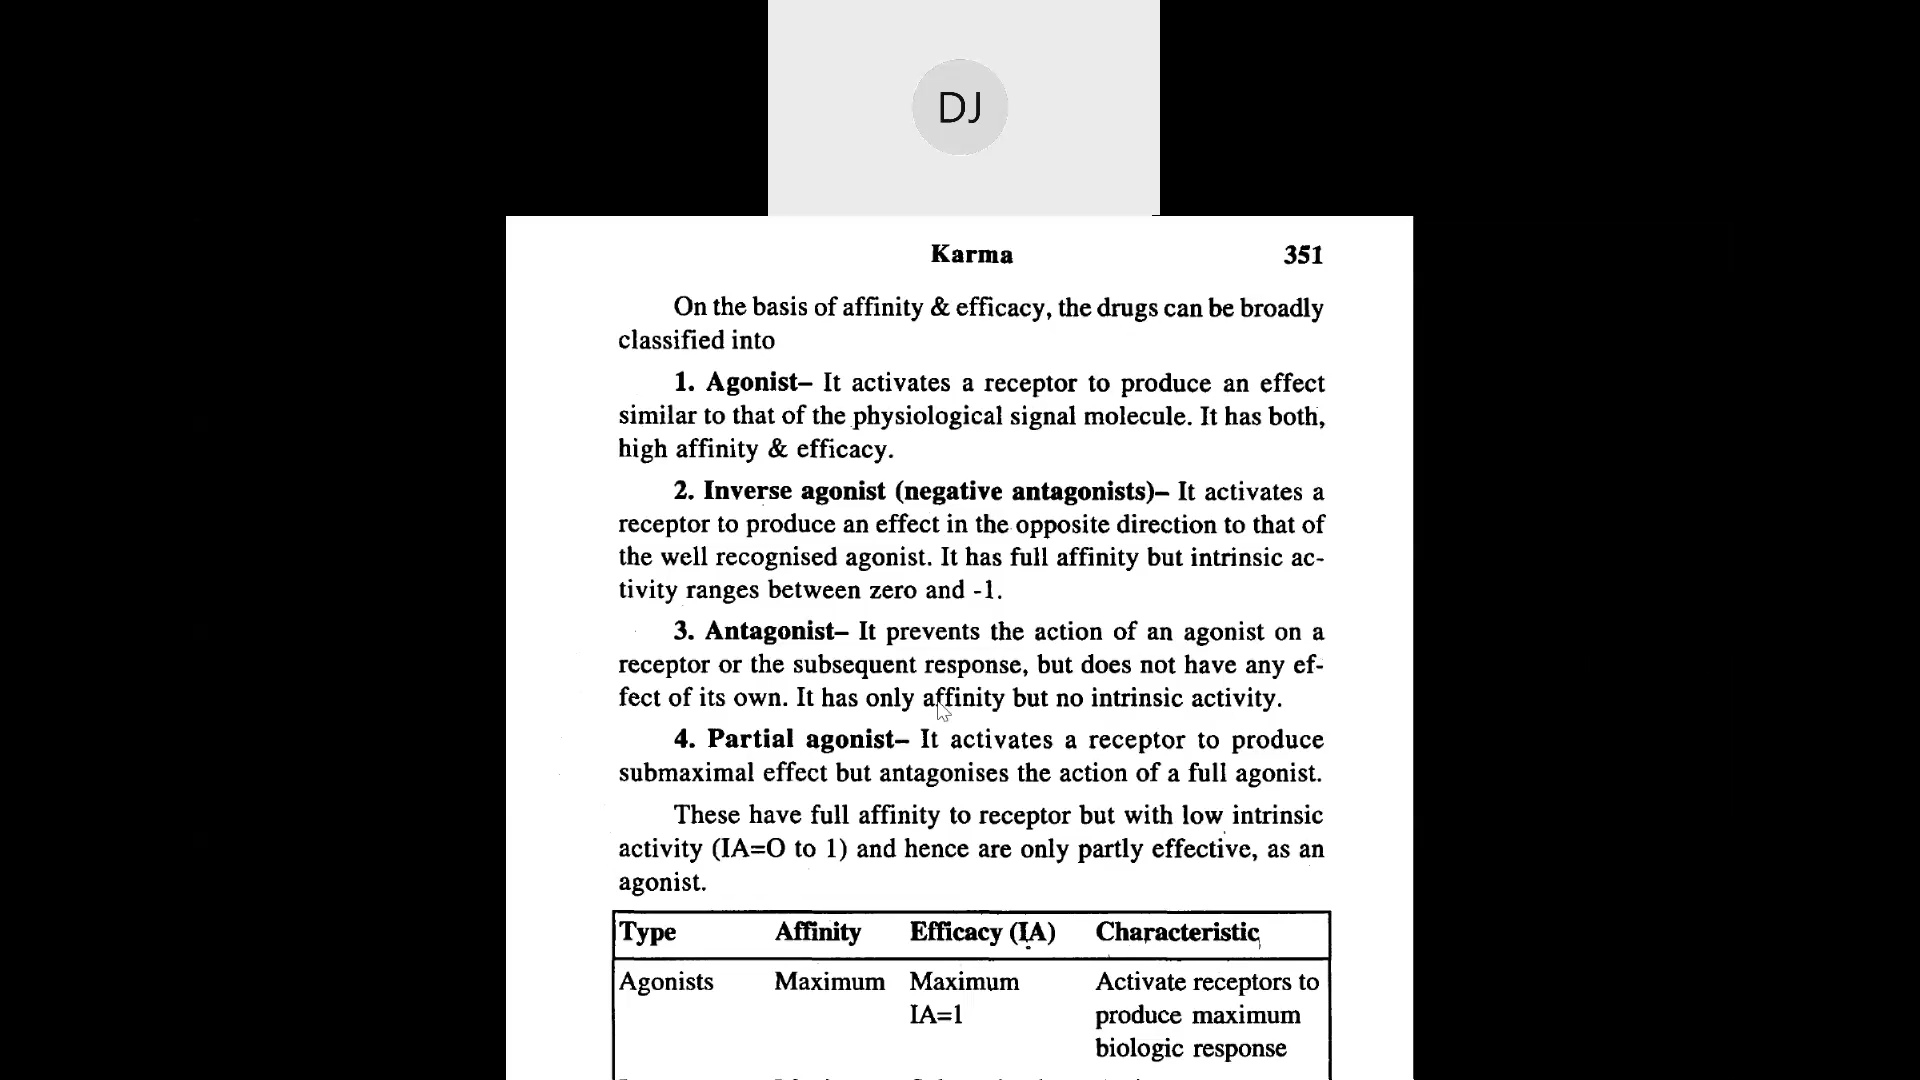 DJ
Karma 351
On the basis of affinity & efficacy, the drugs can be broadly
classified into
1. Agonist– It activates a receptor to produce an effect
similar to that of the physiological signal molecule. It has both,
high affinity & efficacy.
2. Inverse agonist (negative antagonists)– It activates a
receptor to produce an effect in the opposite direction to that of
the well recognised agonist. It has full affinity but intrinsic ac-
tivity ranges between zero and -1.
3. Antagonist– It prevents the action of an agonist on a
receptor or the subsequent response, but does not have any ef-
fect of its own. It has only affinity but no intrinsic activity.
4. Partial agonist– It activates a receptor to produce
submaximal effect but antagonises the action of a full agonist.
These have full affinity to receptor but with low intrinsic
activity (IA=O to 1) and hence are only partly effective, as an
agonist.
Type Affinity Efficacy (IA) Characteristic
Agonists Maximum Maximum Activate receptors to
IA=1 produce maximum
biologic response